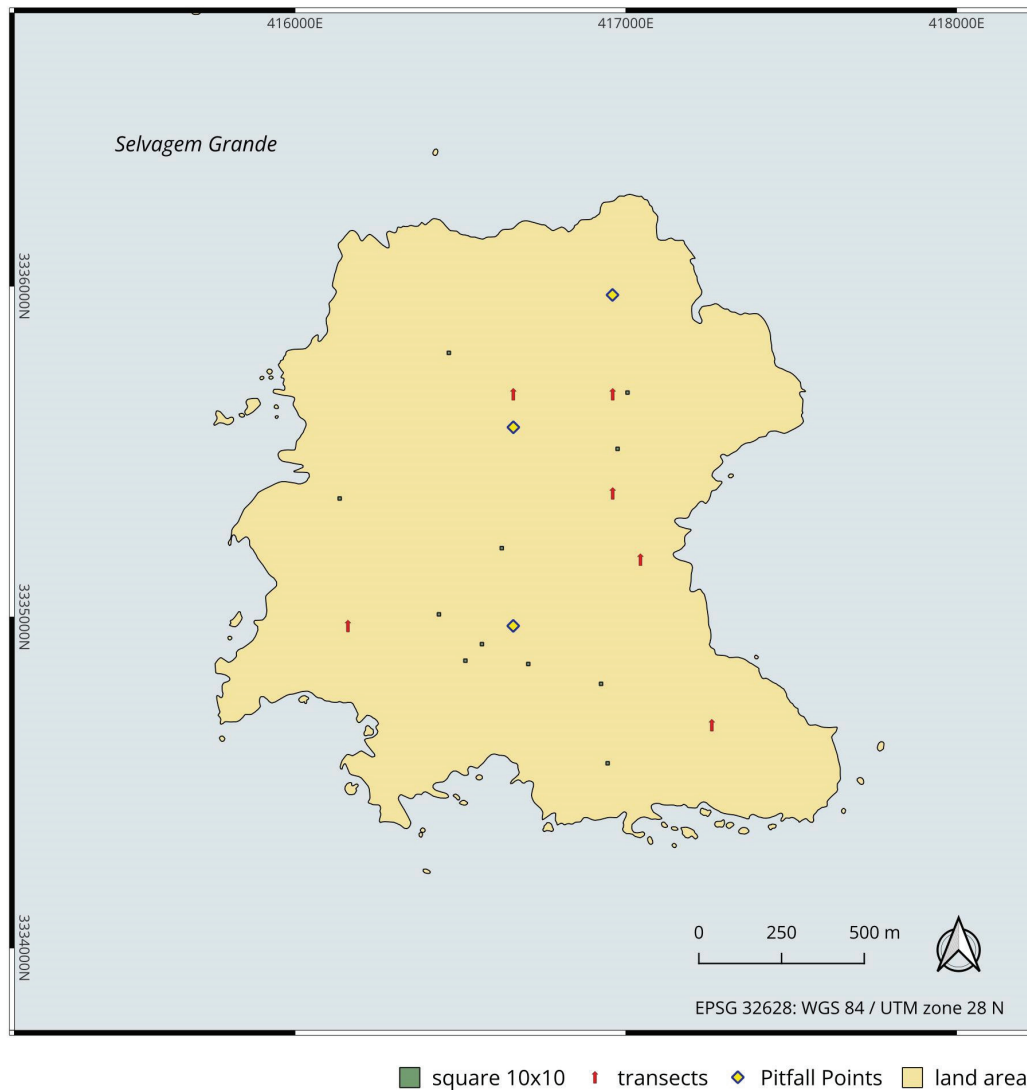 416000E 417000E 418000E
Selvagem Grande
3336000N
3335000N
3334000N
0 250 500 m
EPSG 32628: WGS 84 / UTM zone 28 N
square 10x10 transects Pitfall Points land area